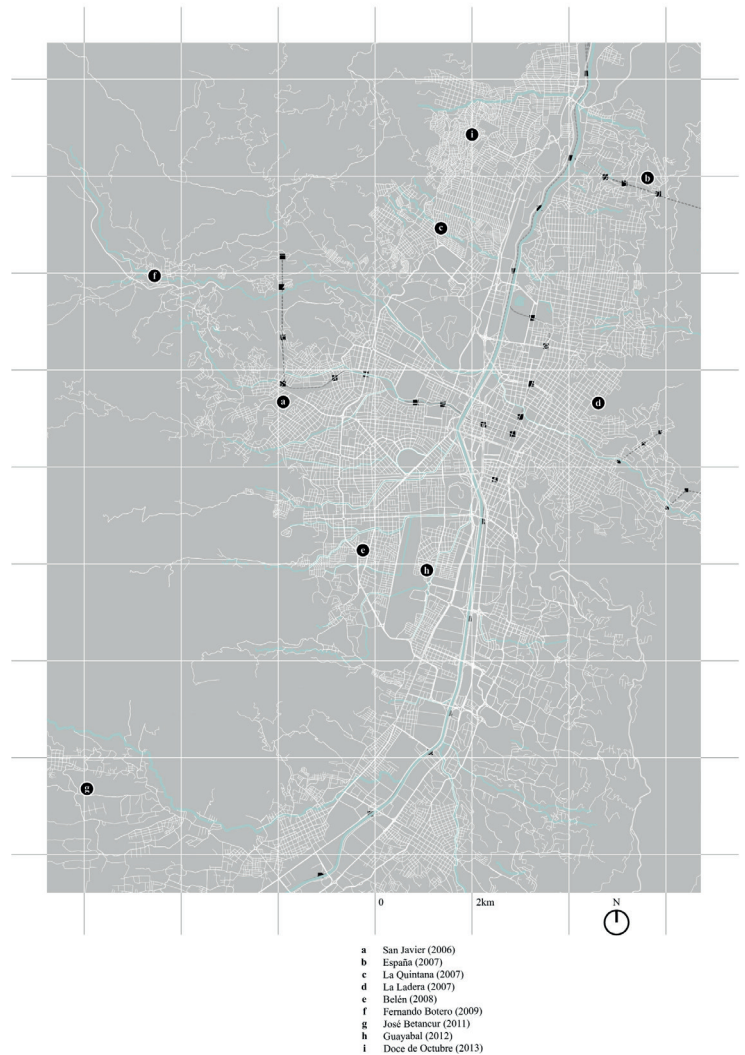 i
b
c
f
a
d
e
h
g
0 2km N
a San Javier (2006)
b España (2007)
c La Quintana (2007)
d La Ladera (2007)
e Belén (2008)
f Fernando Botero (2009)
g José Betancur (2011)
h Guayabal (2012)
i Doce de Octubre (2013)